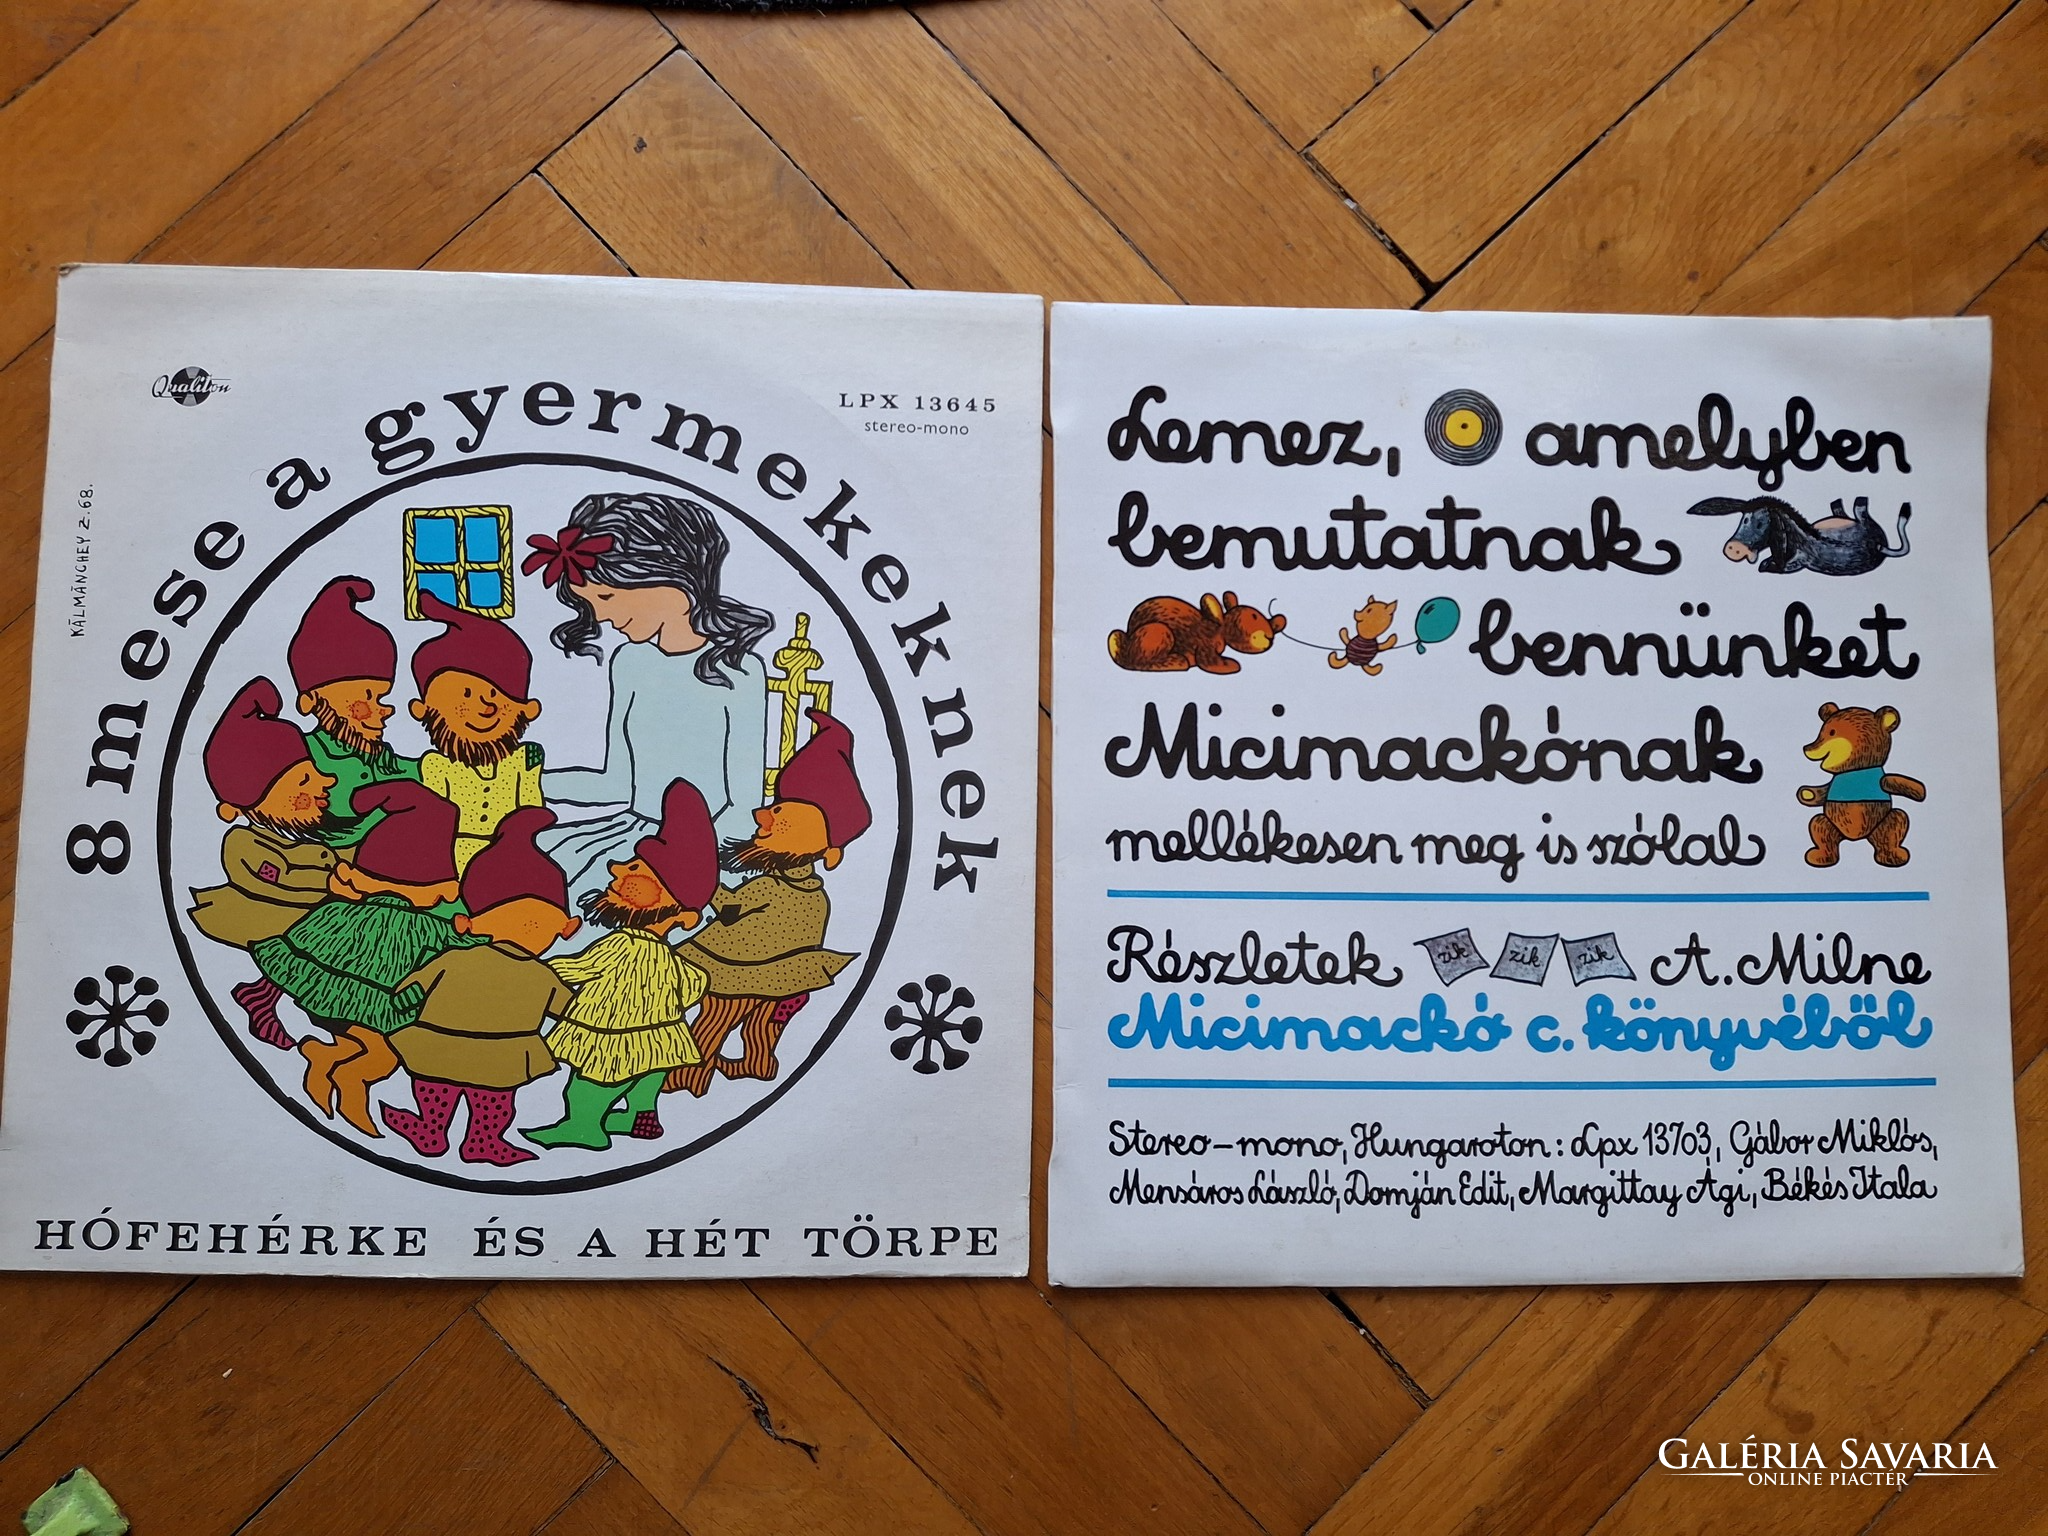 Qualiton
LPX 13645
stereo-mono
KÁLMÁNCHEY Z. 68.
8 mese a gyermekeknek
HÓFEHÉRKE ÉS A HÉT TÖRPE
Lemez, amelyben
bemutatnak
bennünket
Micimackónak
mellékesen meg is szólal
Részletek zik zik zik A. Milne
Micimackó c. könyvéből
Stereo-mono, Hungaroton: Lpx 13703, Gábor Miklós,
Mensáros László, Domján Edit, Margittay Ági, Békés Itala
GALÉRIA SAVARIA
ONLINE PIACTÉR